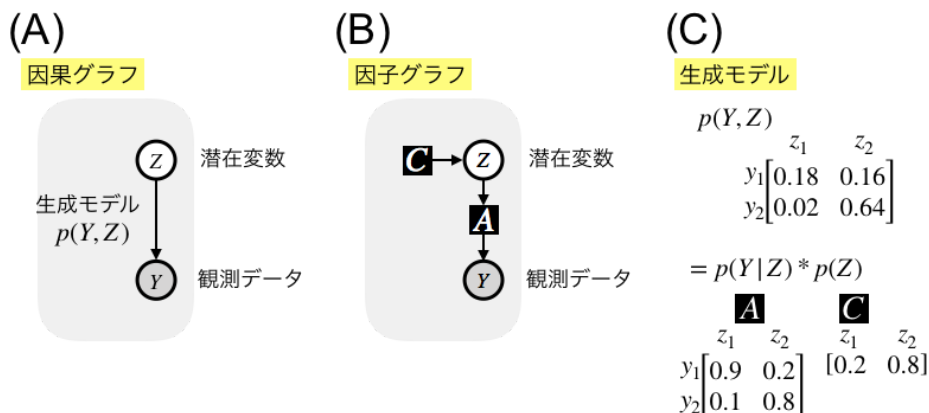 (A)
因果グラフ
Z
潜在変数
生成モデル
p(Y, Z)
Y
観測データ
(B)
因子グラフ
C
Z
潜在変数
A
Y
観測データ
(C)
生成モデル
p(Y, Z)
z1 z2
y1 [0.18 0.16]
y2 [0.02 0.64]
= p(Y | Z) * p(Z)
A C
z1 z2 z1 z2
y1 [0.9 0.2] [0.2 0.8]
y2 [0.1 0.8]